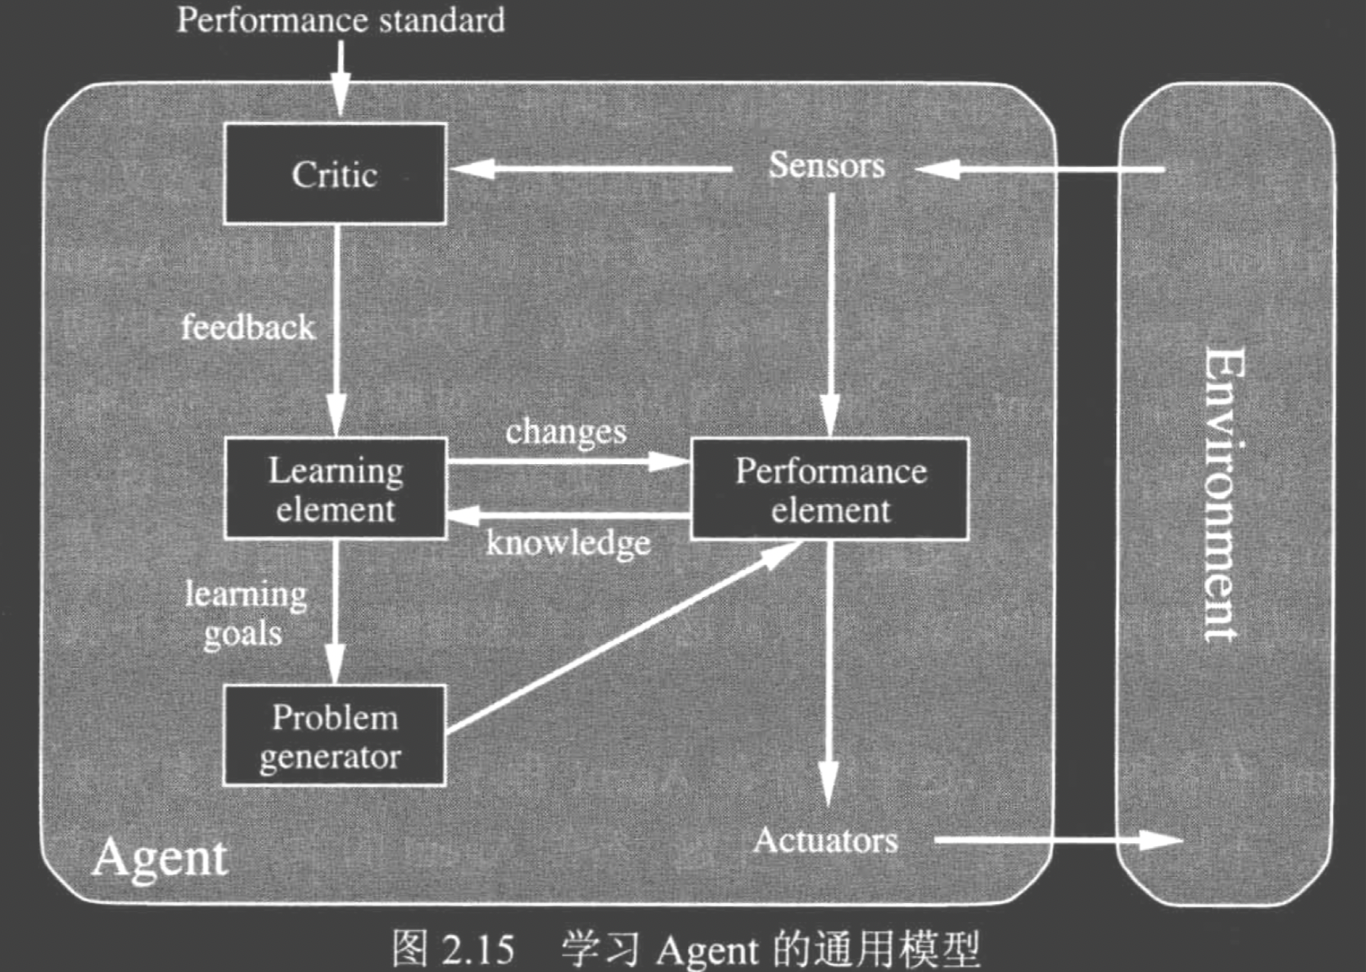 Performance standard
Critic
Sensors
feedback
changes
Learning
element
Performance
element
knowledge
learning
goals
Problem
generator
Agent
Actuators
Environment
图 2.15 学习 Agent 的通用模型